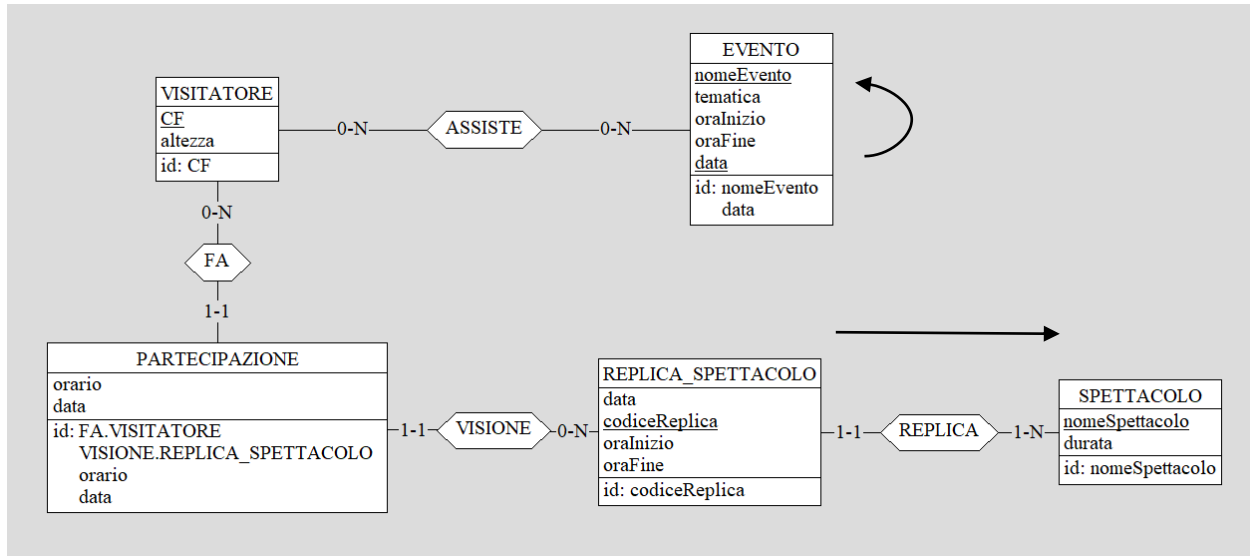 EVENTO
nomeEvento
tematica
oraInizio
oraFine
data
id: nomeEvento
data
VISITATORE
CF
altezza
id: CF
0-N
ASSISTE
0-N
0-N
FA
1-1
PARTECIPAZIONE
orario
data
id: FA.VISITATORE
VISIONE.REPLICA_SPETTACOLO
orario
data
1-1
VISIONE
0-N
REPLICA_SPETTACOLO
data
codiceReplica
oraInizio
oraFine
id: codiceReplica
1-1
REPLICA
1-N
SPETTACOLO
nomeSpettacolo
durata
id: nomeSpettacolo